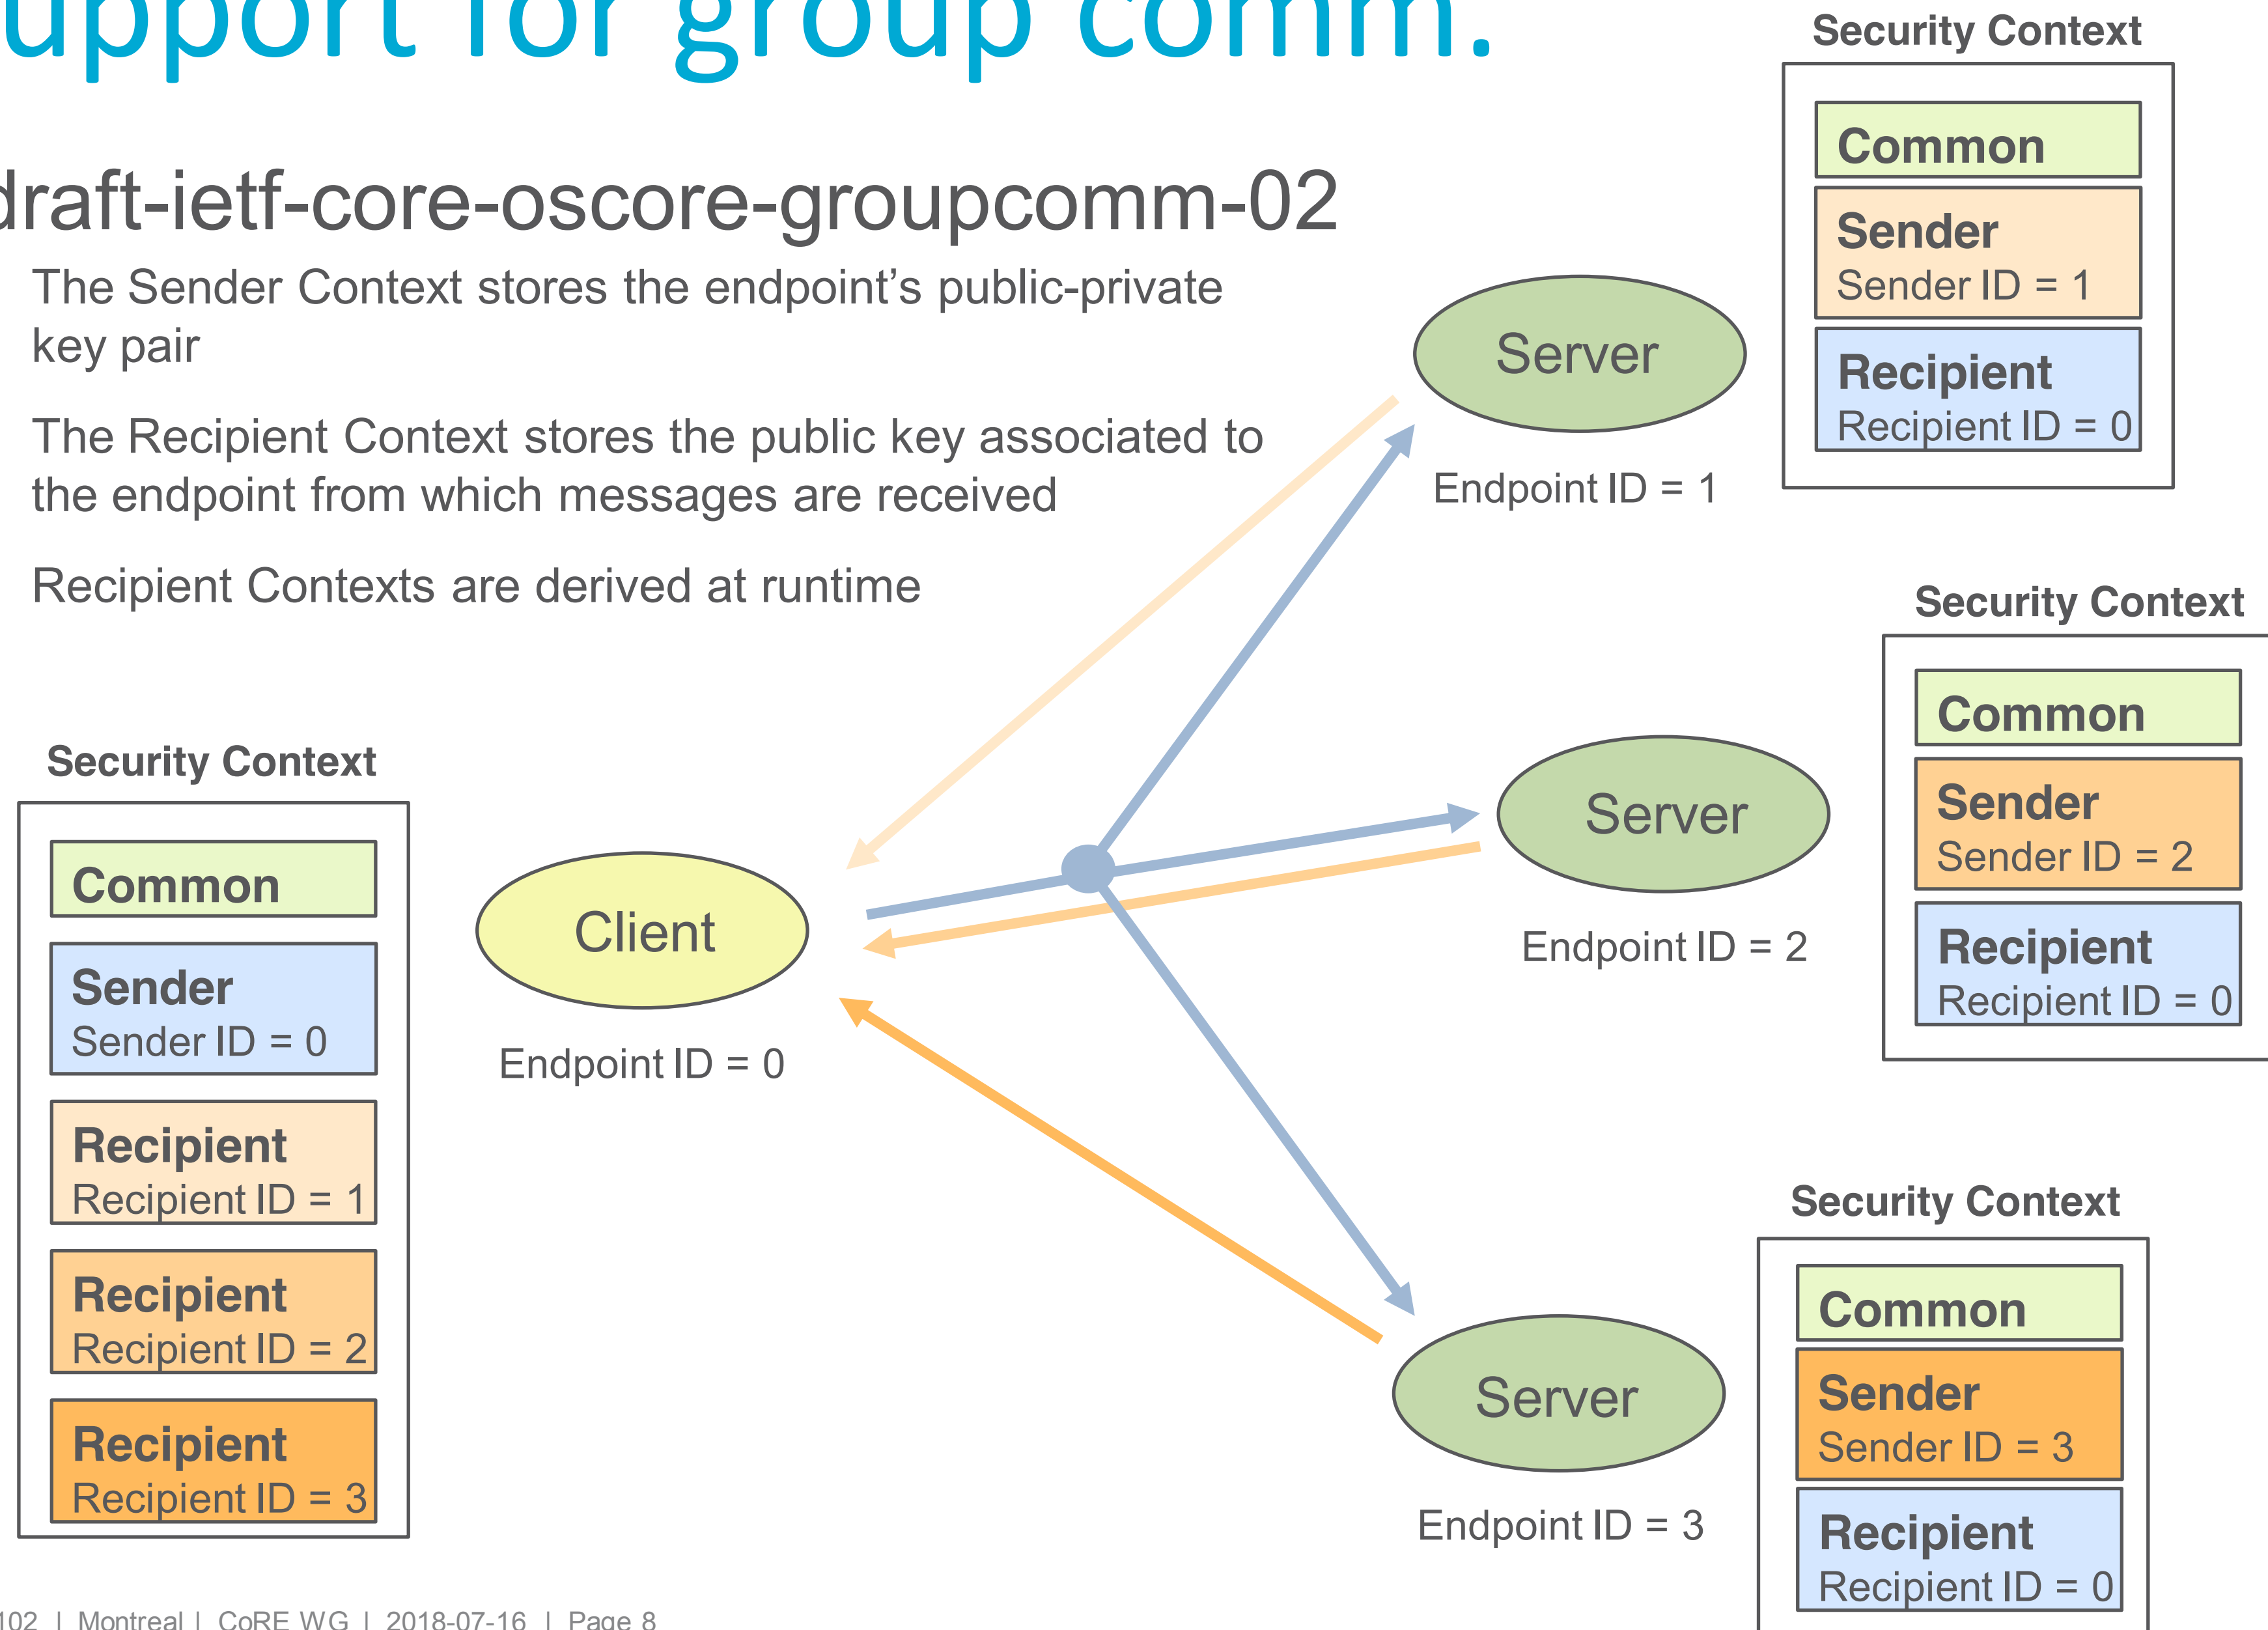 upport for group comm.
draft-ietf-core-oscore-groupcomm-02
The Sender Context stores the endpoint’s public-private
key pair
The Recipient Context stores the public key associated to
the endpoint from which messages are received
Recipient Contexts are derived at runtime
Security Context
Common
Sender
Sender ID = 1
Recipient
Recipient ID = 0
Server
Endpoint ID = 1
Security Context
Common
Sender
Sender ID = 2
Recipient
Recipient ID = 0
Server
Endpoint ID = 2
Security Context
Common
Sender
Sender ID = 0
Recipient
Recipient ID = 1
Recipient
Recipient ID = 2
Recipient
Recipient ID = 3
Client
Endpoint ID = 0
Security Context
Common
Sender
Sender ID = 3
Recipient
Recipient ID = 0
Server
Endpoint ID = 3
102 | Montreal | CoRE WG | 2018-07-16 | Page 8